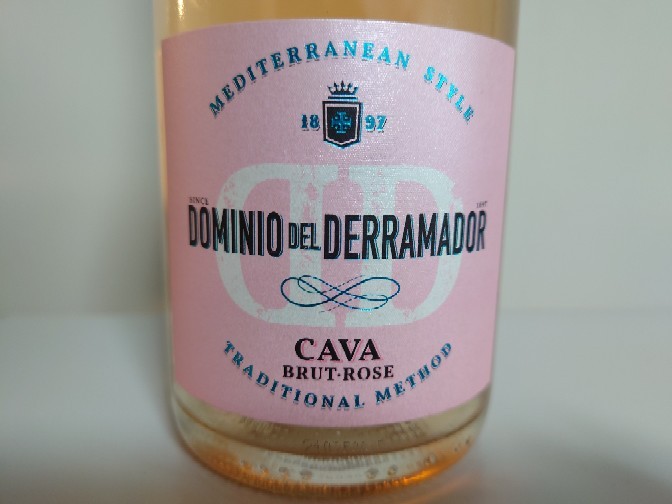 MEDITERRANEAN STYLE
18 97
SINCE 1897
DOMINIO DEL DERRAMADOR
CAVA
BRUT·ROSE
TRADITIONAL METHOD